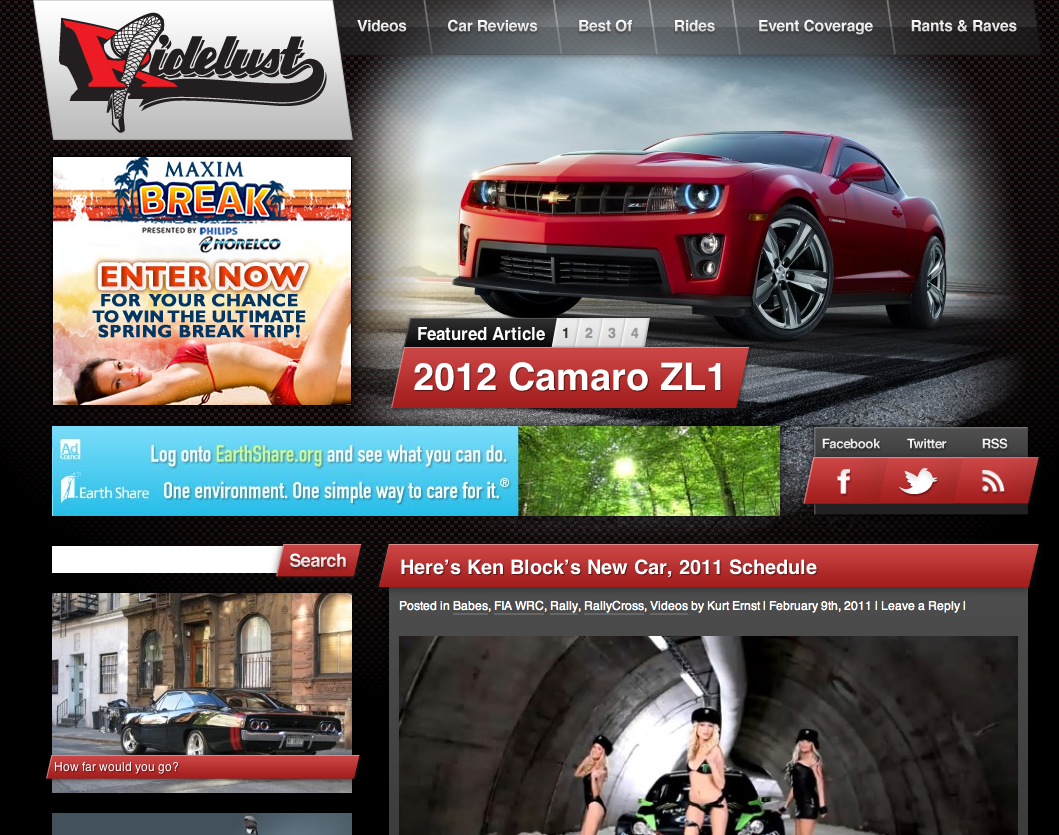 Ridelust
Videos
Car Reviews
Best Of
Rides
Event Coverage
Rants & Raves
MAXIM
BREAK
PRESENTED BY PHILIPS
NORELCO
ENTER NOW
FOR YOUR CHANCE
TO WIN THE ULTIMATE
SPRING BREAK TRIP!
Featured Article 1 2 3 4
2012 Camaro ZL1
Ad
COUNCIL
Earth Share
Log onto EarthShare.org and see what you can do.
One environment. One simple way to care for it.®
Facebook
Twitter
RSS
Search
Here's Ken Block's New Car, 2011 Schedule
Posted in Babes, FIA WRC, Rally, RallyCross, Videos by Kurt Ernst | February 9th, 2011 | Leave a Reply |
How far would you go?